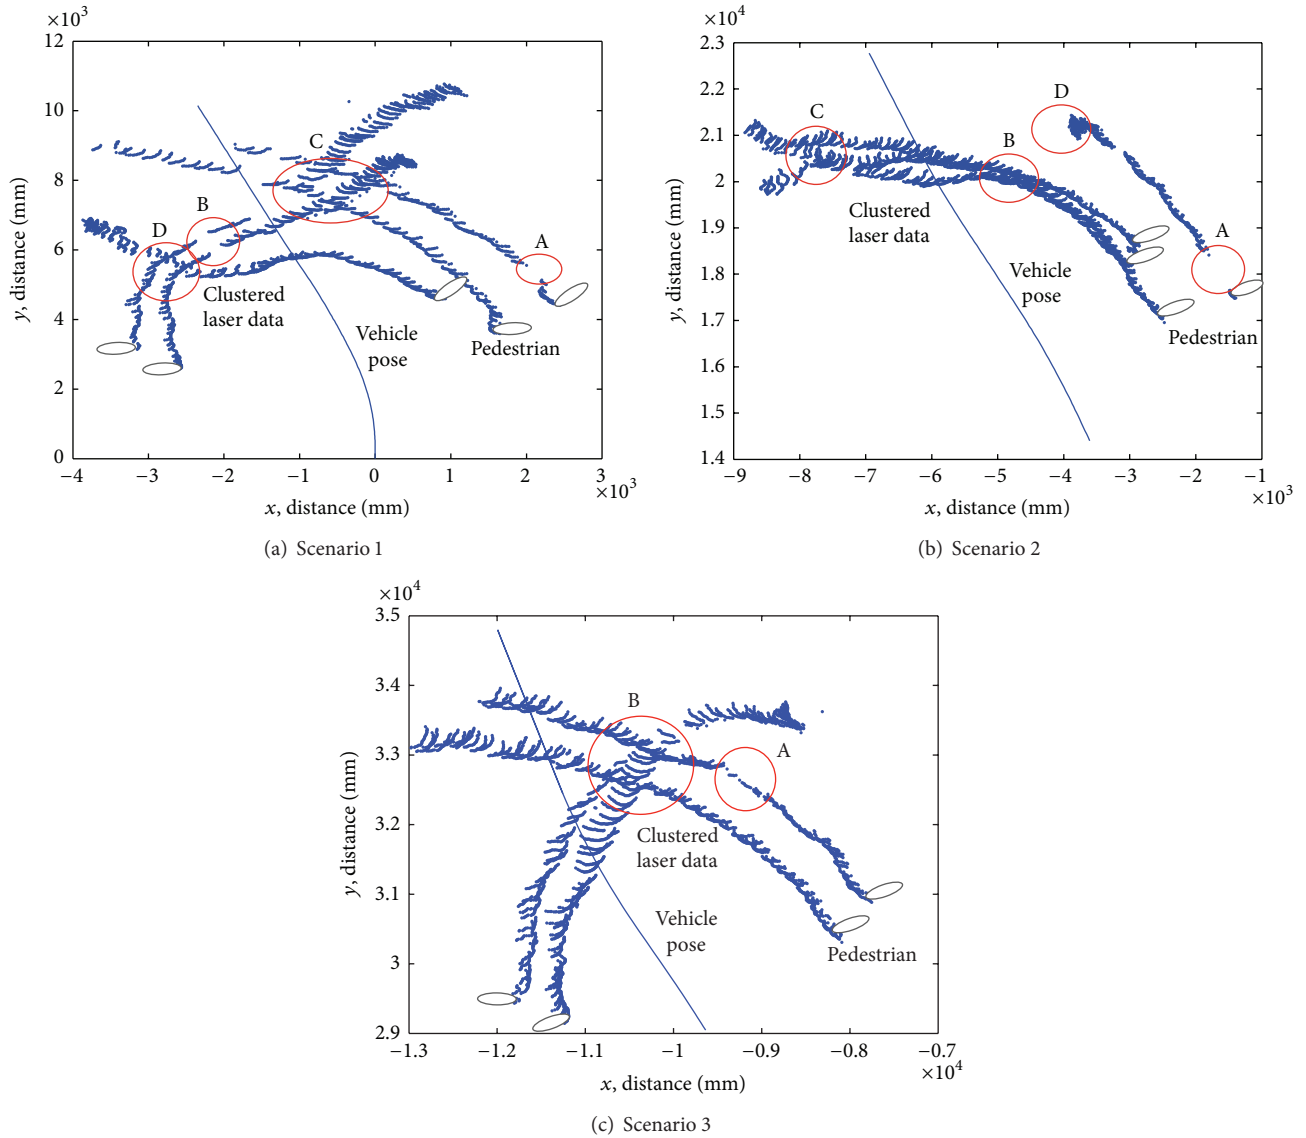 ×10³
12
10
8
6
4
2
0
y, distance (mm)
C
B
D
A
Clustered
laser data
Vehicle
pose
Pedestrian
−4
−3
−2
−1
0
1
2
3
×10³
x, distance (mm)
(a) Scenario 1
×10⁴
2.3
2.2
2.1
2
1.9
1.8
1.7
1.6
1.5
1.4
y, distance (mm)
D
C
B
A
Clustered
laser data
Vehicle
pose
Pedestrian
−9
−8
−7
−6
−5
−4
−3
−2
−1
×10³
x, distance (mm)
(b) Scenario 2
×10⁴
3.5
3.4
3.3
3.2
3.1
3
2.9
y, distance (mm)
B
A
Clustered
laser data
Vehicle
pose
Pedestrian
−1.3
−1.2
−1.1
−1
−0.9
−0.8
−0.7
×10⁴
x, distance (mm)
(c) Scenario 3